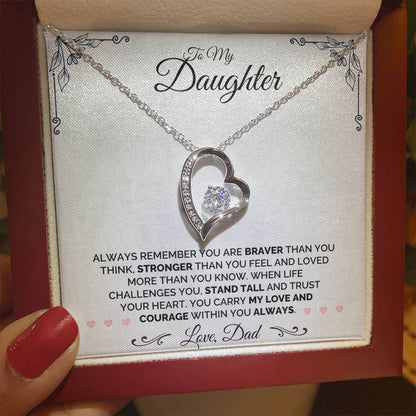 To My
Daughter
ALWAYS REMEMBER YOU ARE BRAVER THAN YOU
THINK, STRONGER THAN YOU FEEL AND LOVED
MORE THAN YOU KNOW. WHEN LIFE
CHALLENGES YOU, STAND TALL AND TRUST
YOUR HEART. YOU CARRY MY LOVE AND
COURAGE WITHIN YOU ALWAYS.
Love, Dad